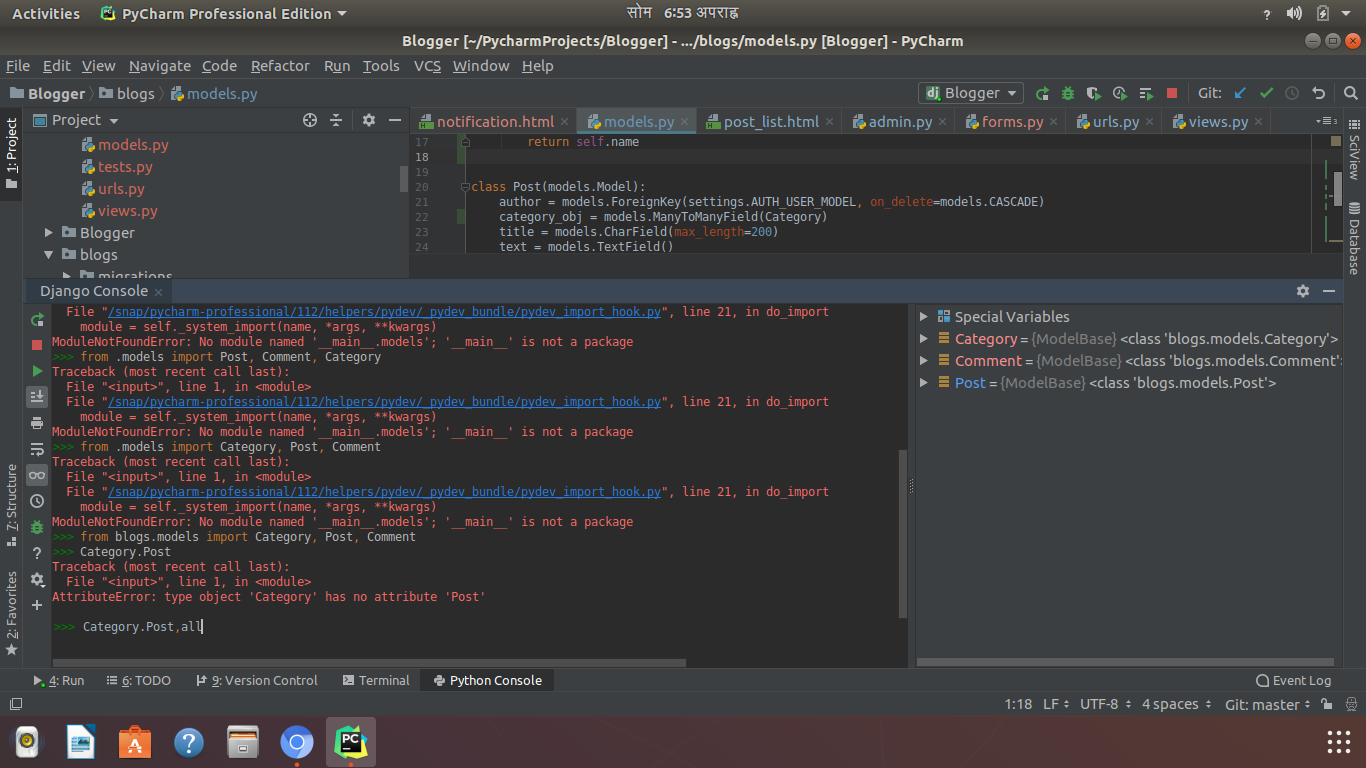 Activities PyCharm Professional Edition सोम 6:53 अपराह्न
Blogger [~/PycharmProjects/Blogger] - .../blogs/models.py [Blogger] - PyCharm
File Edit View Navigate Code Refactor Run Tools VCS Window Help
Blogger blogs models.py Blogger Git:
1: Project
Project
models.py
tests.py
urls.py
views.py
Blogger
blogs
migrations
notification.html models.py post_list.html admin.py forms.py urls.py views.py
17 return self.name
18
19
20 class Post(models.Model):
21 author = models.ForeignKey(settings.AUTH_USER_MODEL, on_delete=models.CASCADE)
22 category_obj = models.ManyToManyField(Category)
23 title = models.CharField(max_length=200)
24 text = models.TextField()
SciView
Database
Django Console
File "/snap/pycharm-professional/112/helpers/pydev/_pydev_bundle/pydev_import_hook.py", line 21, in do_import
module = self._system_import(name, *args, **kwargs)
ModuleNotFoundError: No module named '__main__.models'; '__main__' is not a package
>>> from .models import Post, Comment, Category
Traceback (most recent call last):
File "<input>", line 1, in <module>
File "/snap/pycharm-professional/112/helpers/pydev/_pydev_bundle/pydev_import_hook.py", line 21, in do_import
module = self._system_import(name, *args, **kwargs)
ModuleNotFoundError: No module named '__main__.models'; '__main__' is not a package
>>> from .models import Category, Post, Comment
Traceback (most recent call last):
File "<input>", line 1, in <module>
File "/snap/pycharm-professional/112/helpers/pydev/_pydev_bundle/pydev_import_hook.py", line 21, in do_import
module = self._system_import(name, *args, **kwargs)
ModuleNotFoundError: No module named '__main__.models'; '__main__' is not a package
>>> from blogs.models import Category, Post, Comment
>>> Category.Post
Traceback (most recent call last):
File "<input>", line 1, in <module>
AttributeError: type object 'Category' has no attribute 'Post'
>>> Category.Post,all
Special Variables
Category = {ModelBase} <class 'blogs.models.Category'>
Comment = {ModelBase} <class 'blogs.models.Comment'
Post = {ModelBase} <class 'blogs.models.Post'>
7: Structure
2: Favorites
4: Run 6: TODO 9: Version Control Terminal Python Console Event Log
1:18 LF UTF-8 4 spaces Git: master